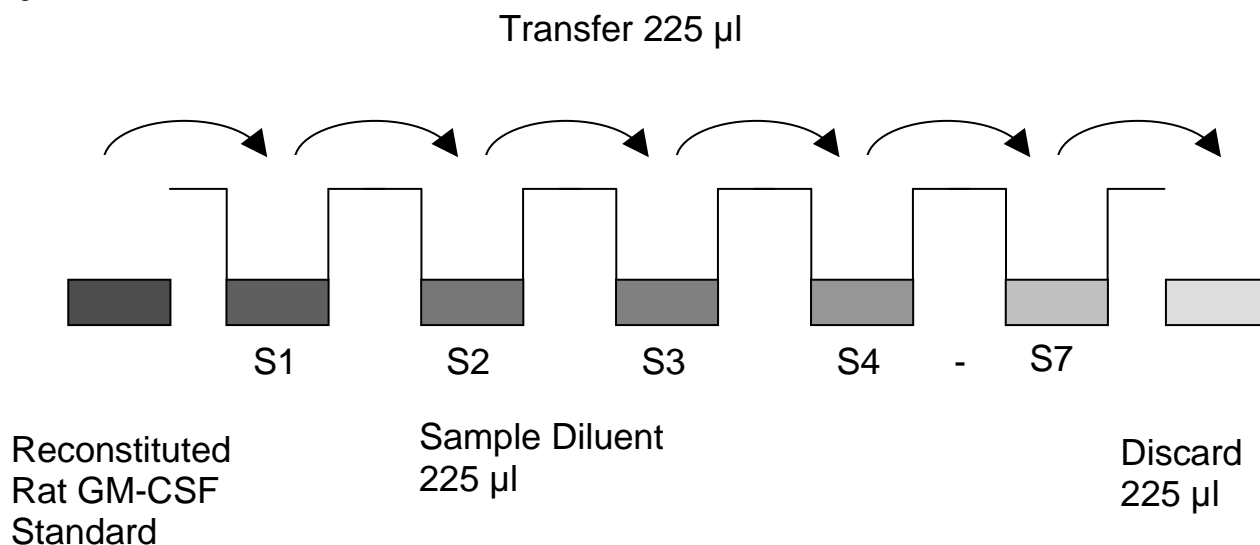 Transfer 225 µl
S1 S2 S3 S4 - S7
Reconstituted
Rat GM-CSF
Standard
Sample Diluent
225 µl
Discard
225 µl